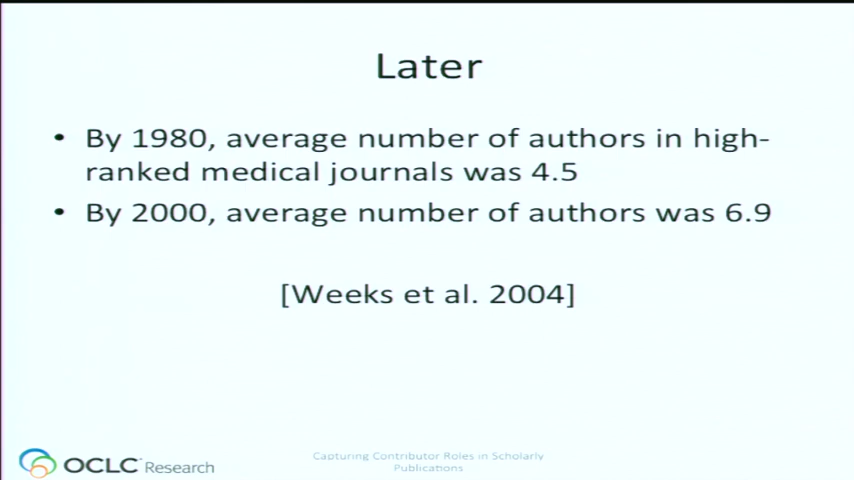 Later
• By 1980, average number of authors in high-
ranked medical journals was 4.5
• By 2000, average number of authors was 6.9
[Weeks et al. 2004]
OCLC Research
Capturing Contributor Roles in Scholarly
Publications